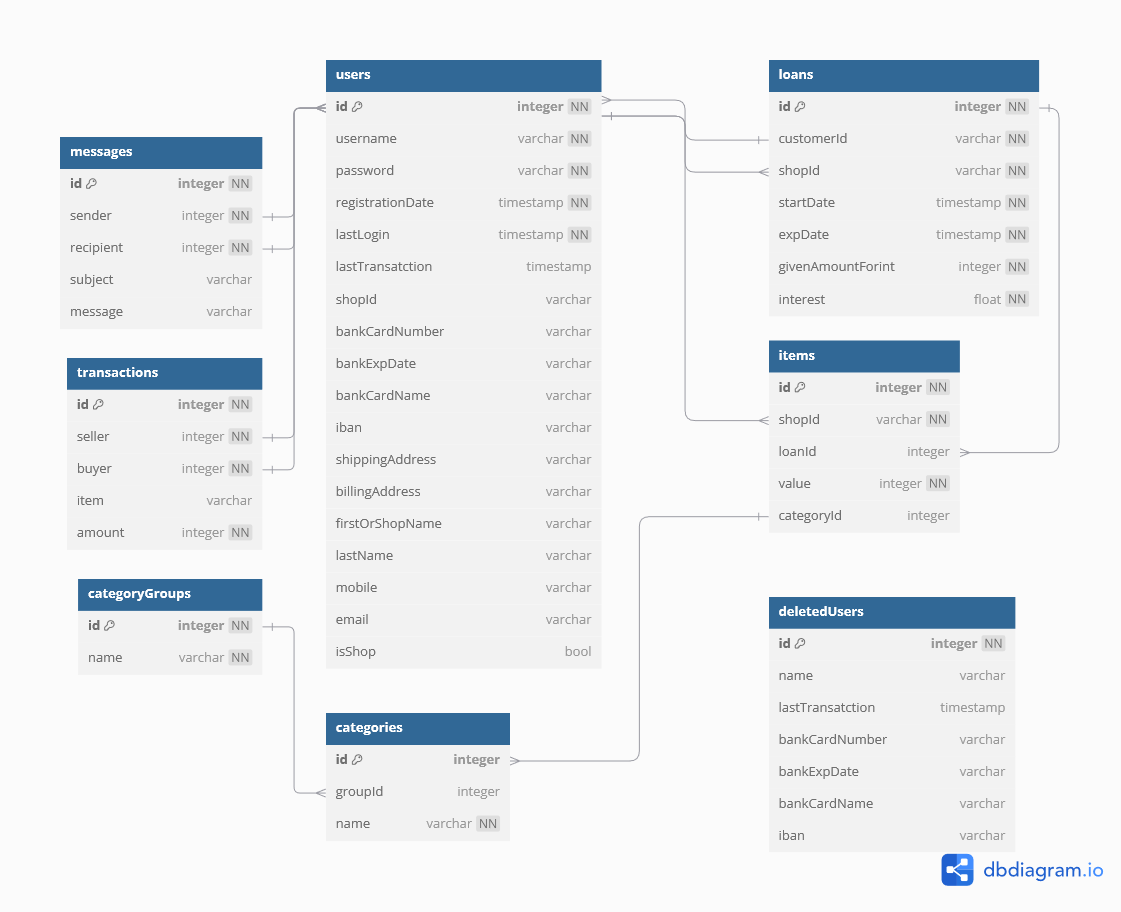 users
id integer NN
username varchar NN
password varchar NN
registrationDate timestamp NN
lastLogin timestamp NN
lastTransatction timestamp
shopId varchar
bankCardNumber varchar
bankExpDate varchar
bankCardName varchar
iban varchar
shippingAddress varchar
billingAddress varchar
firstOrShopName varchar
lastName varchar
mobile varchar
email varchar
isShop bool
loans
id integer NN
customerId varchar NN
shopId varchar NN
startDate timestamp NN
expDate timestamp NN
givenAmountForint integer NN
interest float NN
messages
id integer NN
sender integer NN
recipient integer NN
subject varchar
message varchar
transactions
id integer NN
seller integer NN
buyer integer NN
item varchar
amount integer NN
items
id integer NN
shopId varchar NN
loanId integer
value integer NN
categoryId integer
categoryGroups
id integer NN
name varchar NN
categories
id integer
groupId integer
name varchar NN
deletedUsers
id integer NN
name varchar
lastTransatction timestamp
bankCardNumber varchar
bankExpDate varchar
bankCardName varchar
iban varchar
dbdiagram.io